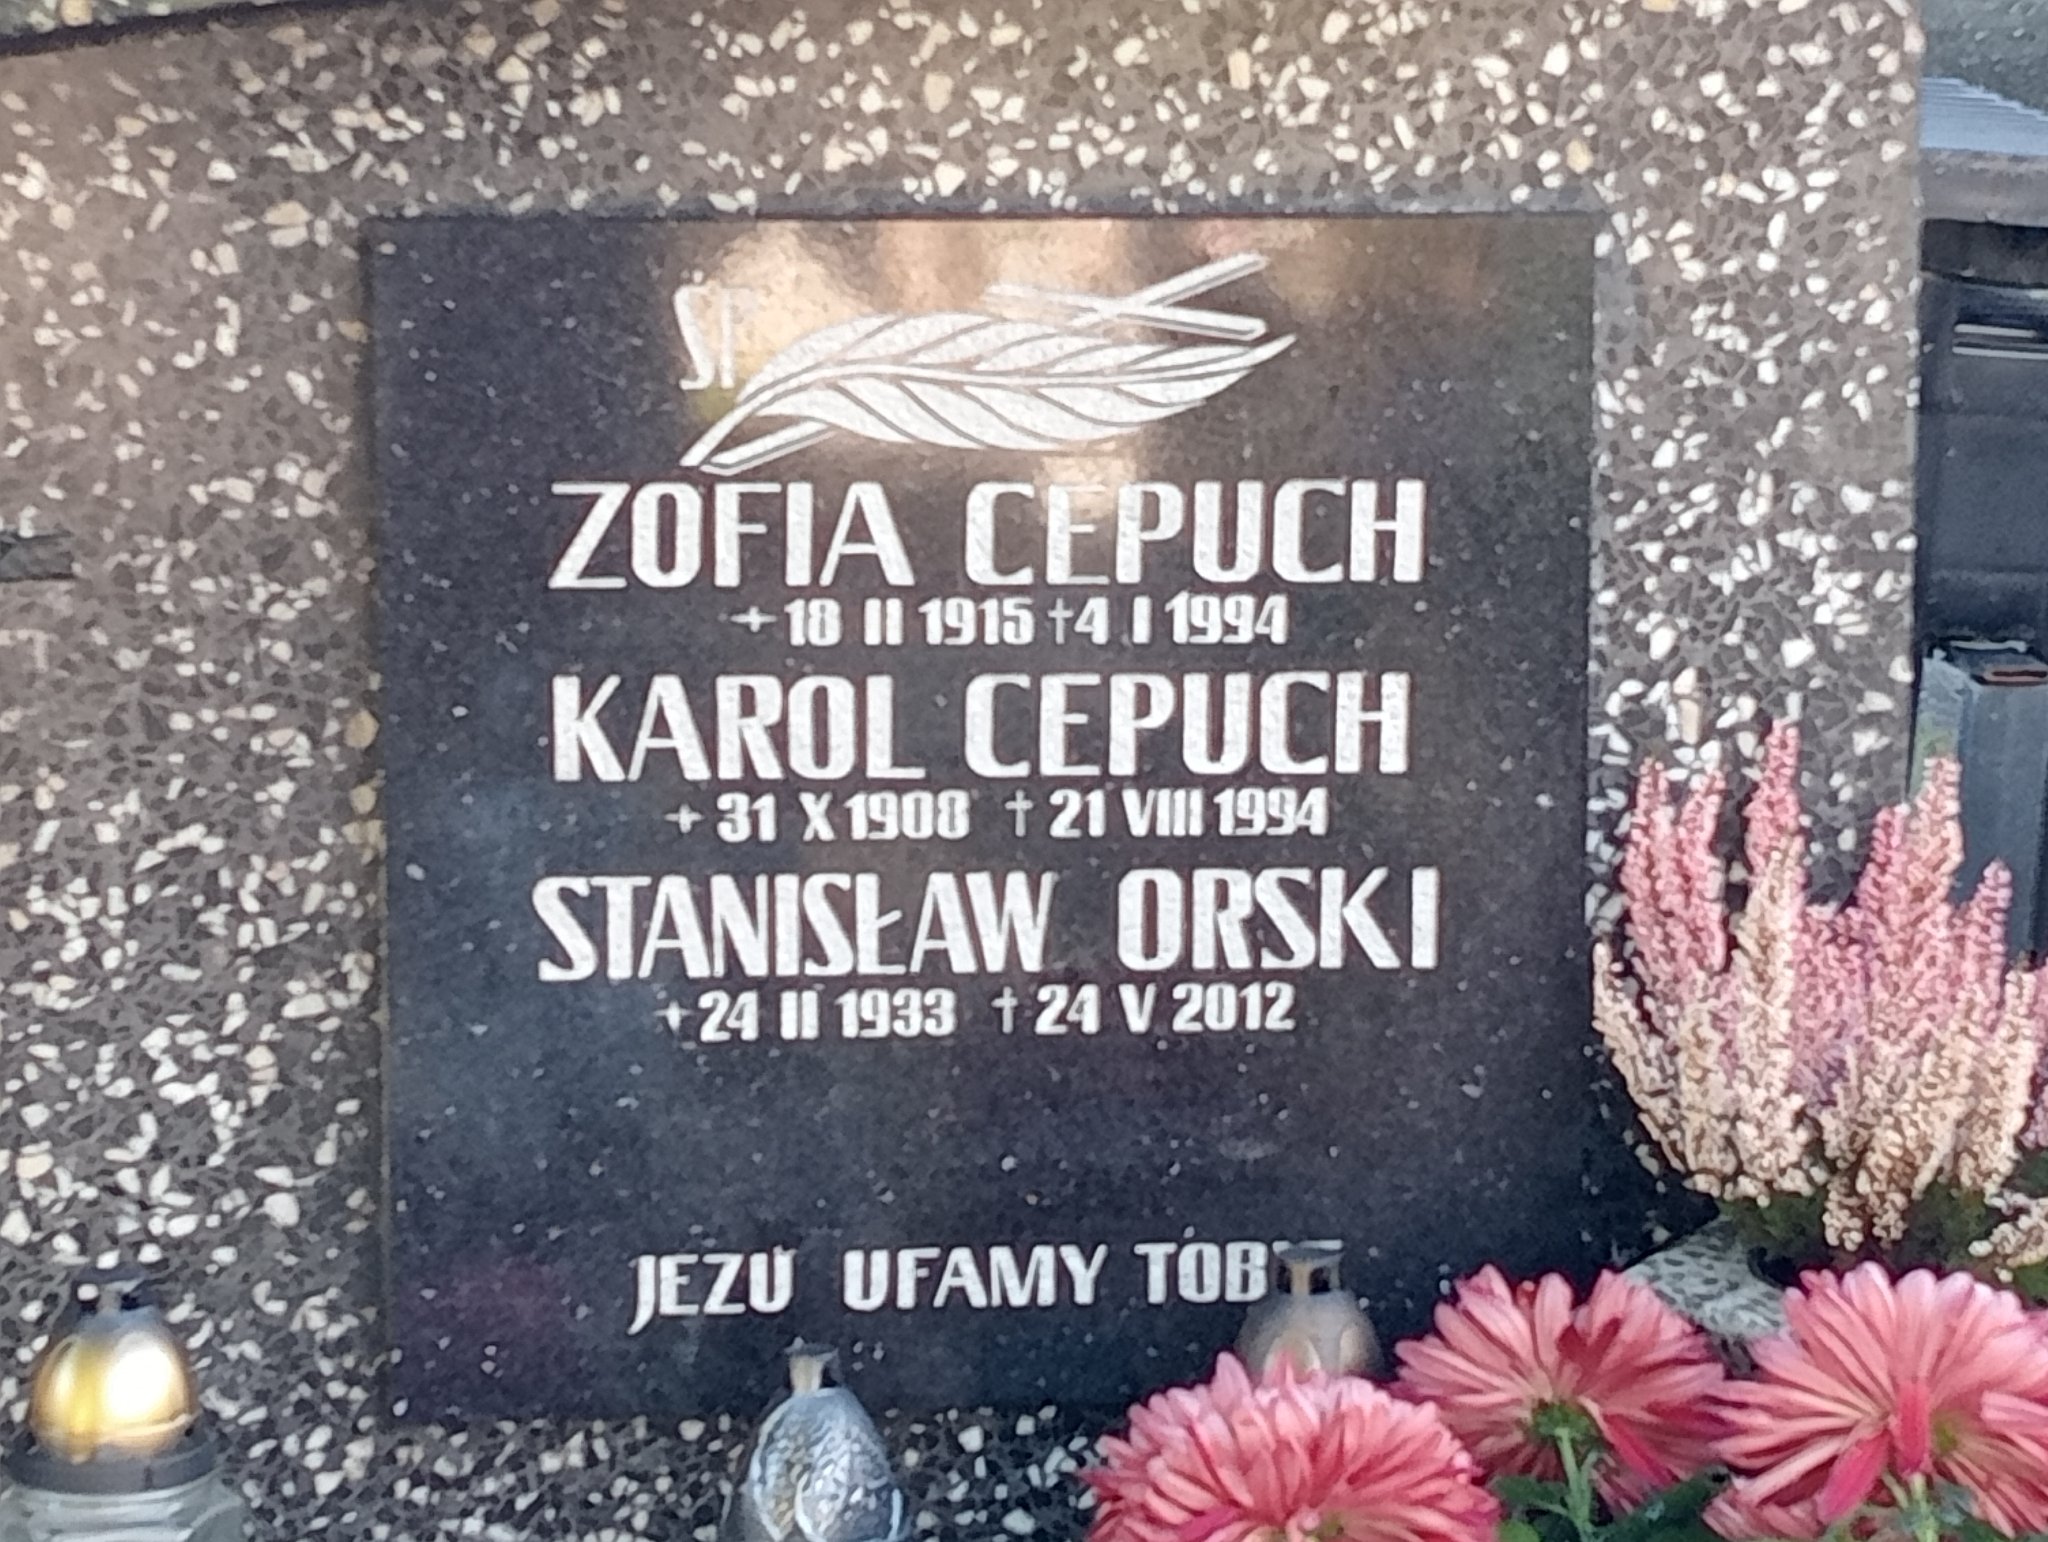 ŚP
ZOFIA CEPUCH
+ 18 II 1915 † 4 I 1994
KAROL CEPUCH
+ 31 X 1908 † 21 VIII 1994
STANISŁAW ORSKI
+ 24 II 1933 † 24 V 2012
JEZU UFAMY